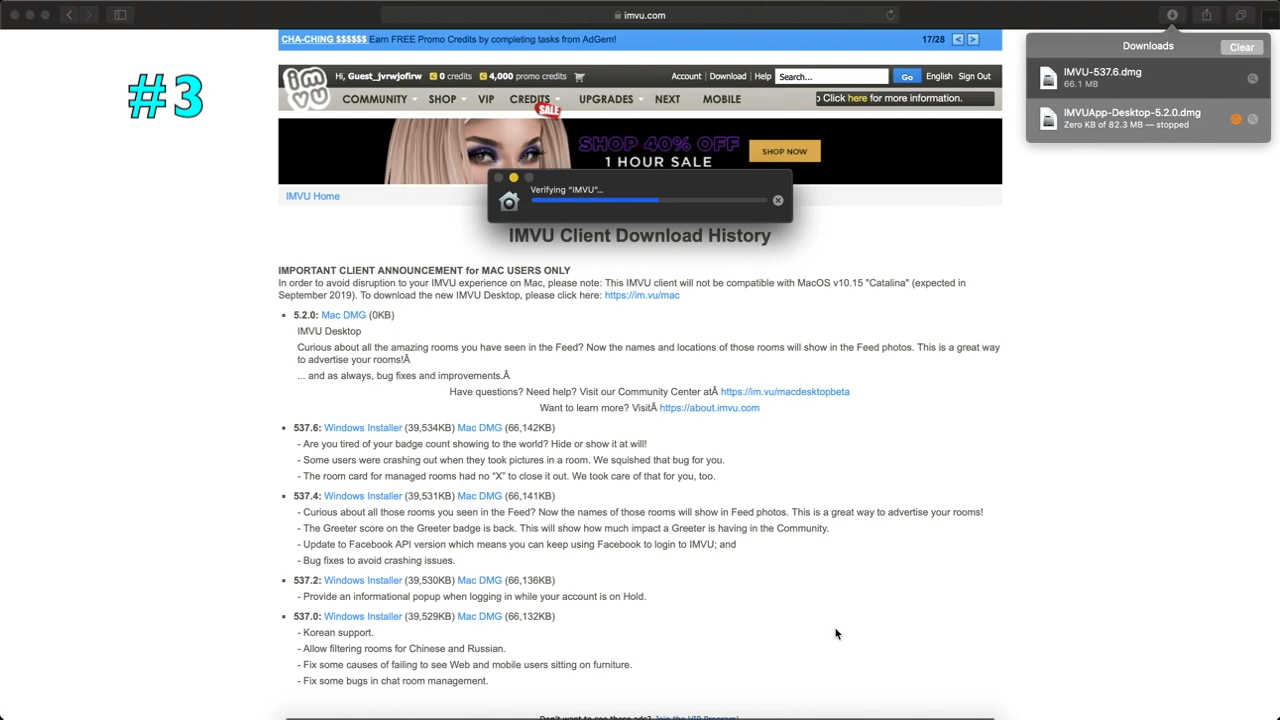 imvu.com
CHA-CHING $$$$$$ Earn FREE Promo Credits by completing tasks from AdGem!
17/28
< >
Downloads
Clear
IMVU-537.6.dmg
66.1 MB
IMVUApp-Desktop-5.2.0.dmg
Zero KB of 82.3 MB — stopped
#3
imvu
Hi, Guest_jvrwjofirw 0 credits 4,000 promo credits
Account | Download | Help Search... Go English Sign Out
COMMUNITY SHOP VIP CREDITS UPGRADES NEXT MOBILE
SALE
Click here for more information.
SHOP 40% OFF
1 HOUR SALE
SHOP NOW
Verifying “IMVU”...
IMVU Home
IMVU Client Download History
IMPORTANT CLIENT ANNOUNCEMENT for MAC USERS ONLY
In order to avoid disruption to your IMVU experience on Mac, please note: This IMVU client will not be compatible with MacOS v10.15 "Catalina" (expected in
September 2019). To download the new IMVU Desktop, please click here: https://im.vu/mac
5.2.0: Mac DMG (0KB)
IMVU Desktop
Curious about all the amazing rooms you have seen in the Feed? Now the names and locations of those rooms will show in the Feed photos. This is a great way
to advertise your rooms!Â
... and as always, bug fixes and improvements.Â
Have questions? Need help? Visit our Community Center atÂ https://im.vu/macdesktopbeta
Want to learn more? VisitÂ https://about.imvu.com
537.6: Windows Installer (39,534KB) Mac DMG (66,142KB)
- Are you tired of your badge count showing to the world? Hide or show it at will!
- Some users were crashing out when they took pictures in a room. We squished that bug for you.
- The room card for managed rooms had no “X” to close it out. We took care of that for you, too.
537.4: Windows Installer (39,531KB) Mac DMG (66,141KB)
- Curious about all those rooms you seen in the Feed? Now the names of those rooms will show in Feed photos. This is a great way to advertise your rooms!
- The Greeter score on the Greeter badge is back. This will show how much impact a Greeter is having in the Community.
- Update to Facebook API version which means you can keep using Facebook to login to IMVU; and
- Bug fixes to avoid crashing issues.
537.2: Windows Installer (39,530KB) Mac DMG (66,136KB)
- Provide an informational popup when logging in while your account is on Hold.
537.0: Windows Installer (39,529KB) Mac DMG (66,132KB)
- Korean support.
- Allow filtering rooms for Chinese and Russian.
- Fix some causes of failing to see Web and mobile users sitting on furniture.
- Fix some bugs in chat room management.
Don't want to see these ads? Join the VIP Program!